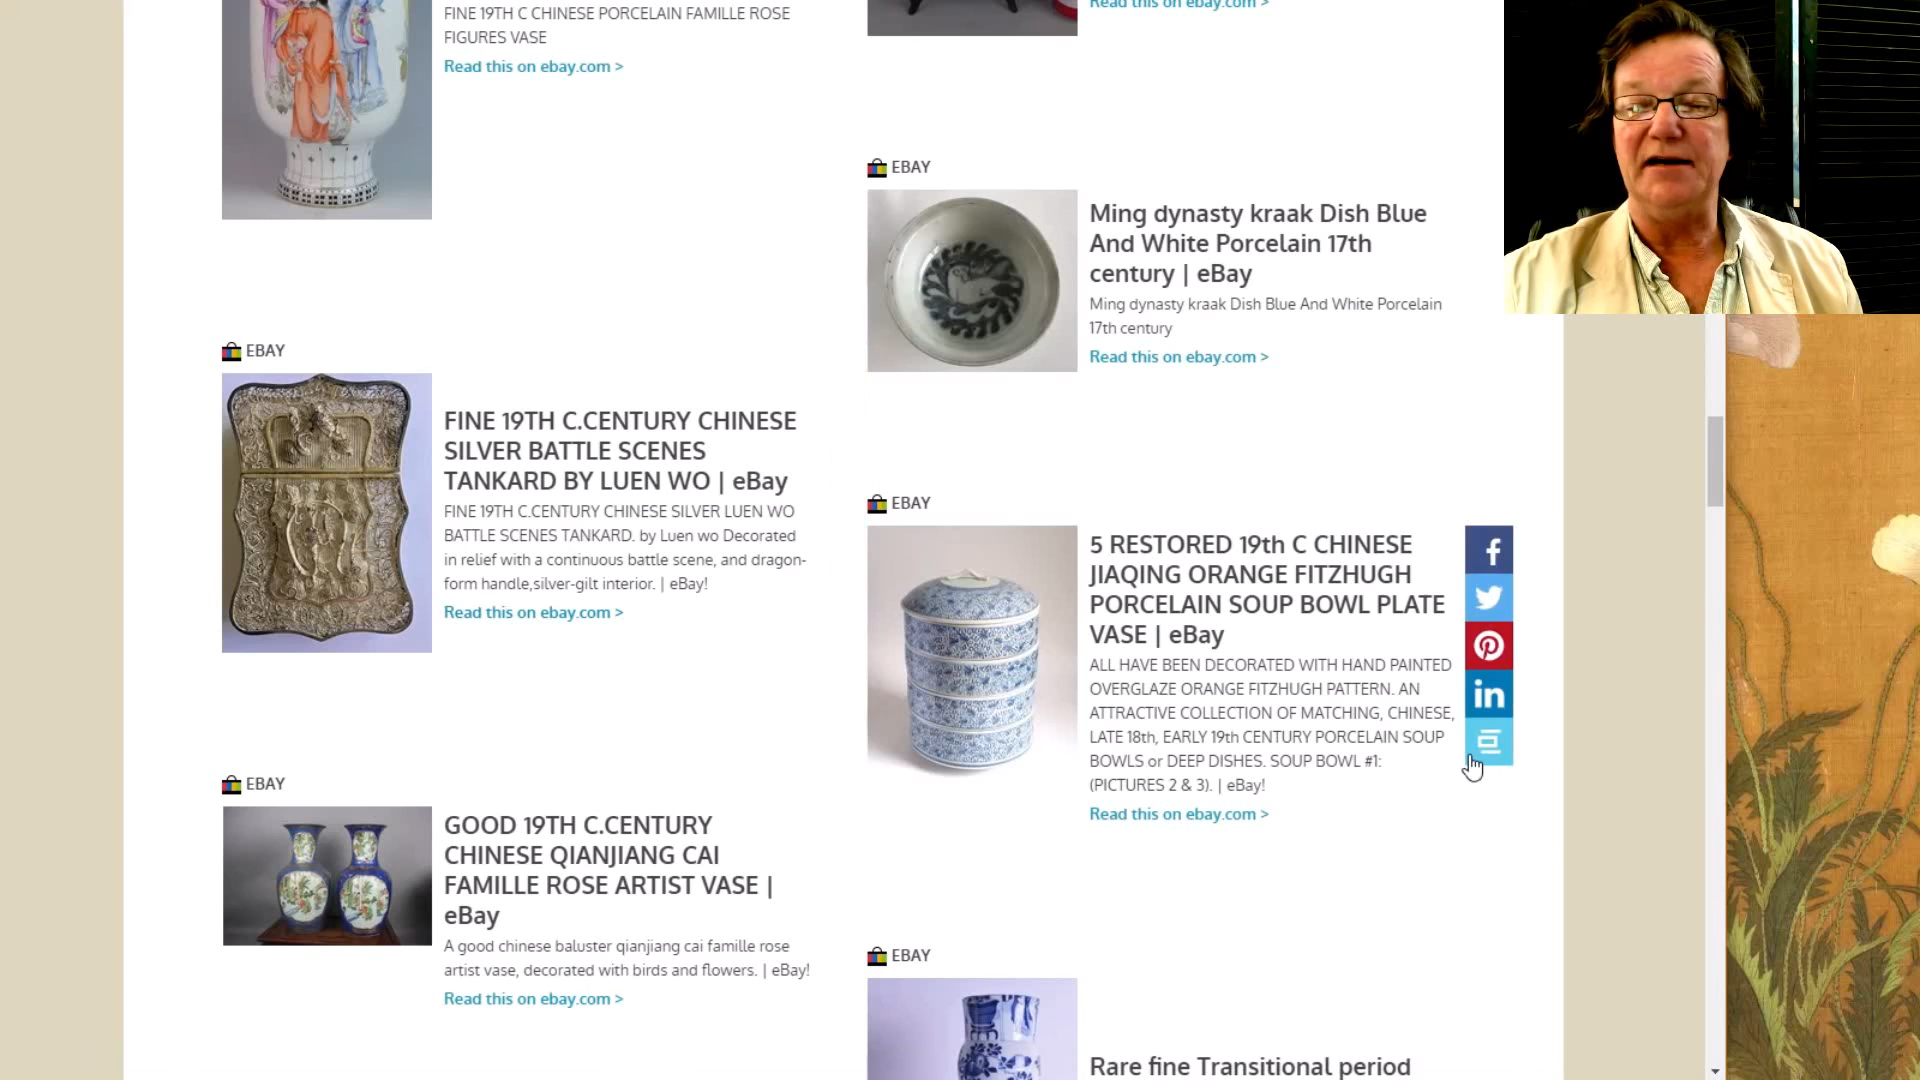 FINE 19TH C CHINESE PORCELAIN FAMILLE ROSE
FIGURES VASE
Read this on ebay.com >
EBAY
FINE 19TH C.CENTURY CHINESE
SILVER BATTLE SCENES
TANKARD BY LUEN WO | eBay
FINE 19TH C.CENTURY CHINESE SILVER LUEN WO
BATTLE SCENES TANKARD. by Luen wo Decorated
in relief with a continuous battle scene, and dragon-
form handle,silver-gilt interior. | eBay!
Read this on ebay.com >
EBAY
GOOD 19TH C.CENTURY
CHINESE QIANJIANG CAI
FAMILLE ROSE ARTIST VASE |
eBay
A good chinese baluster qianjiang cai famille rose
artist vase, decorated with birds and flowers. | eBay!
Read this on ebay.com >
Read this on ebay.com >
EBAY
Ming dynasty kraak Dish Blue
And White Porcelain 17th
century | eBay
Ming dynasty kraak Dish Blue And White Porcelain
17th century
Read this on ebay.com >
EBAY
5 RESTORED 19th C CHINESE
JIAQING ORANGE FITZHUGH
PORCELAIN SOUP BOWL PLATE
VASE | eBay
ALL HAVE BEEN DECORATED WITH HAND PAINTED
OVERGLAZE ORANGE FITZHUGH PATTERN. AN
ATTRACTIVE COLLECTION OF MATCHING, CHINESE,
LATE 18th, EARLY 19th CENTURY PORCELAIN SOUP
BOWLS or DEEP DISHES. SOUP BOWL #1:
(PICTURES 2 & 3). | eBay!
Read this on ebay.com >
EBAY
Rare fine Transitional period